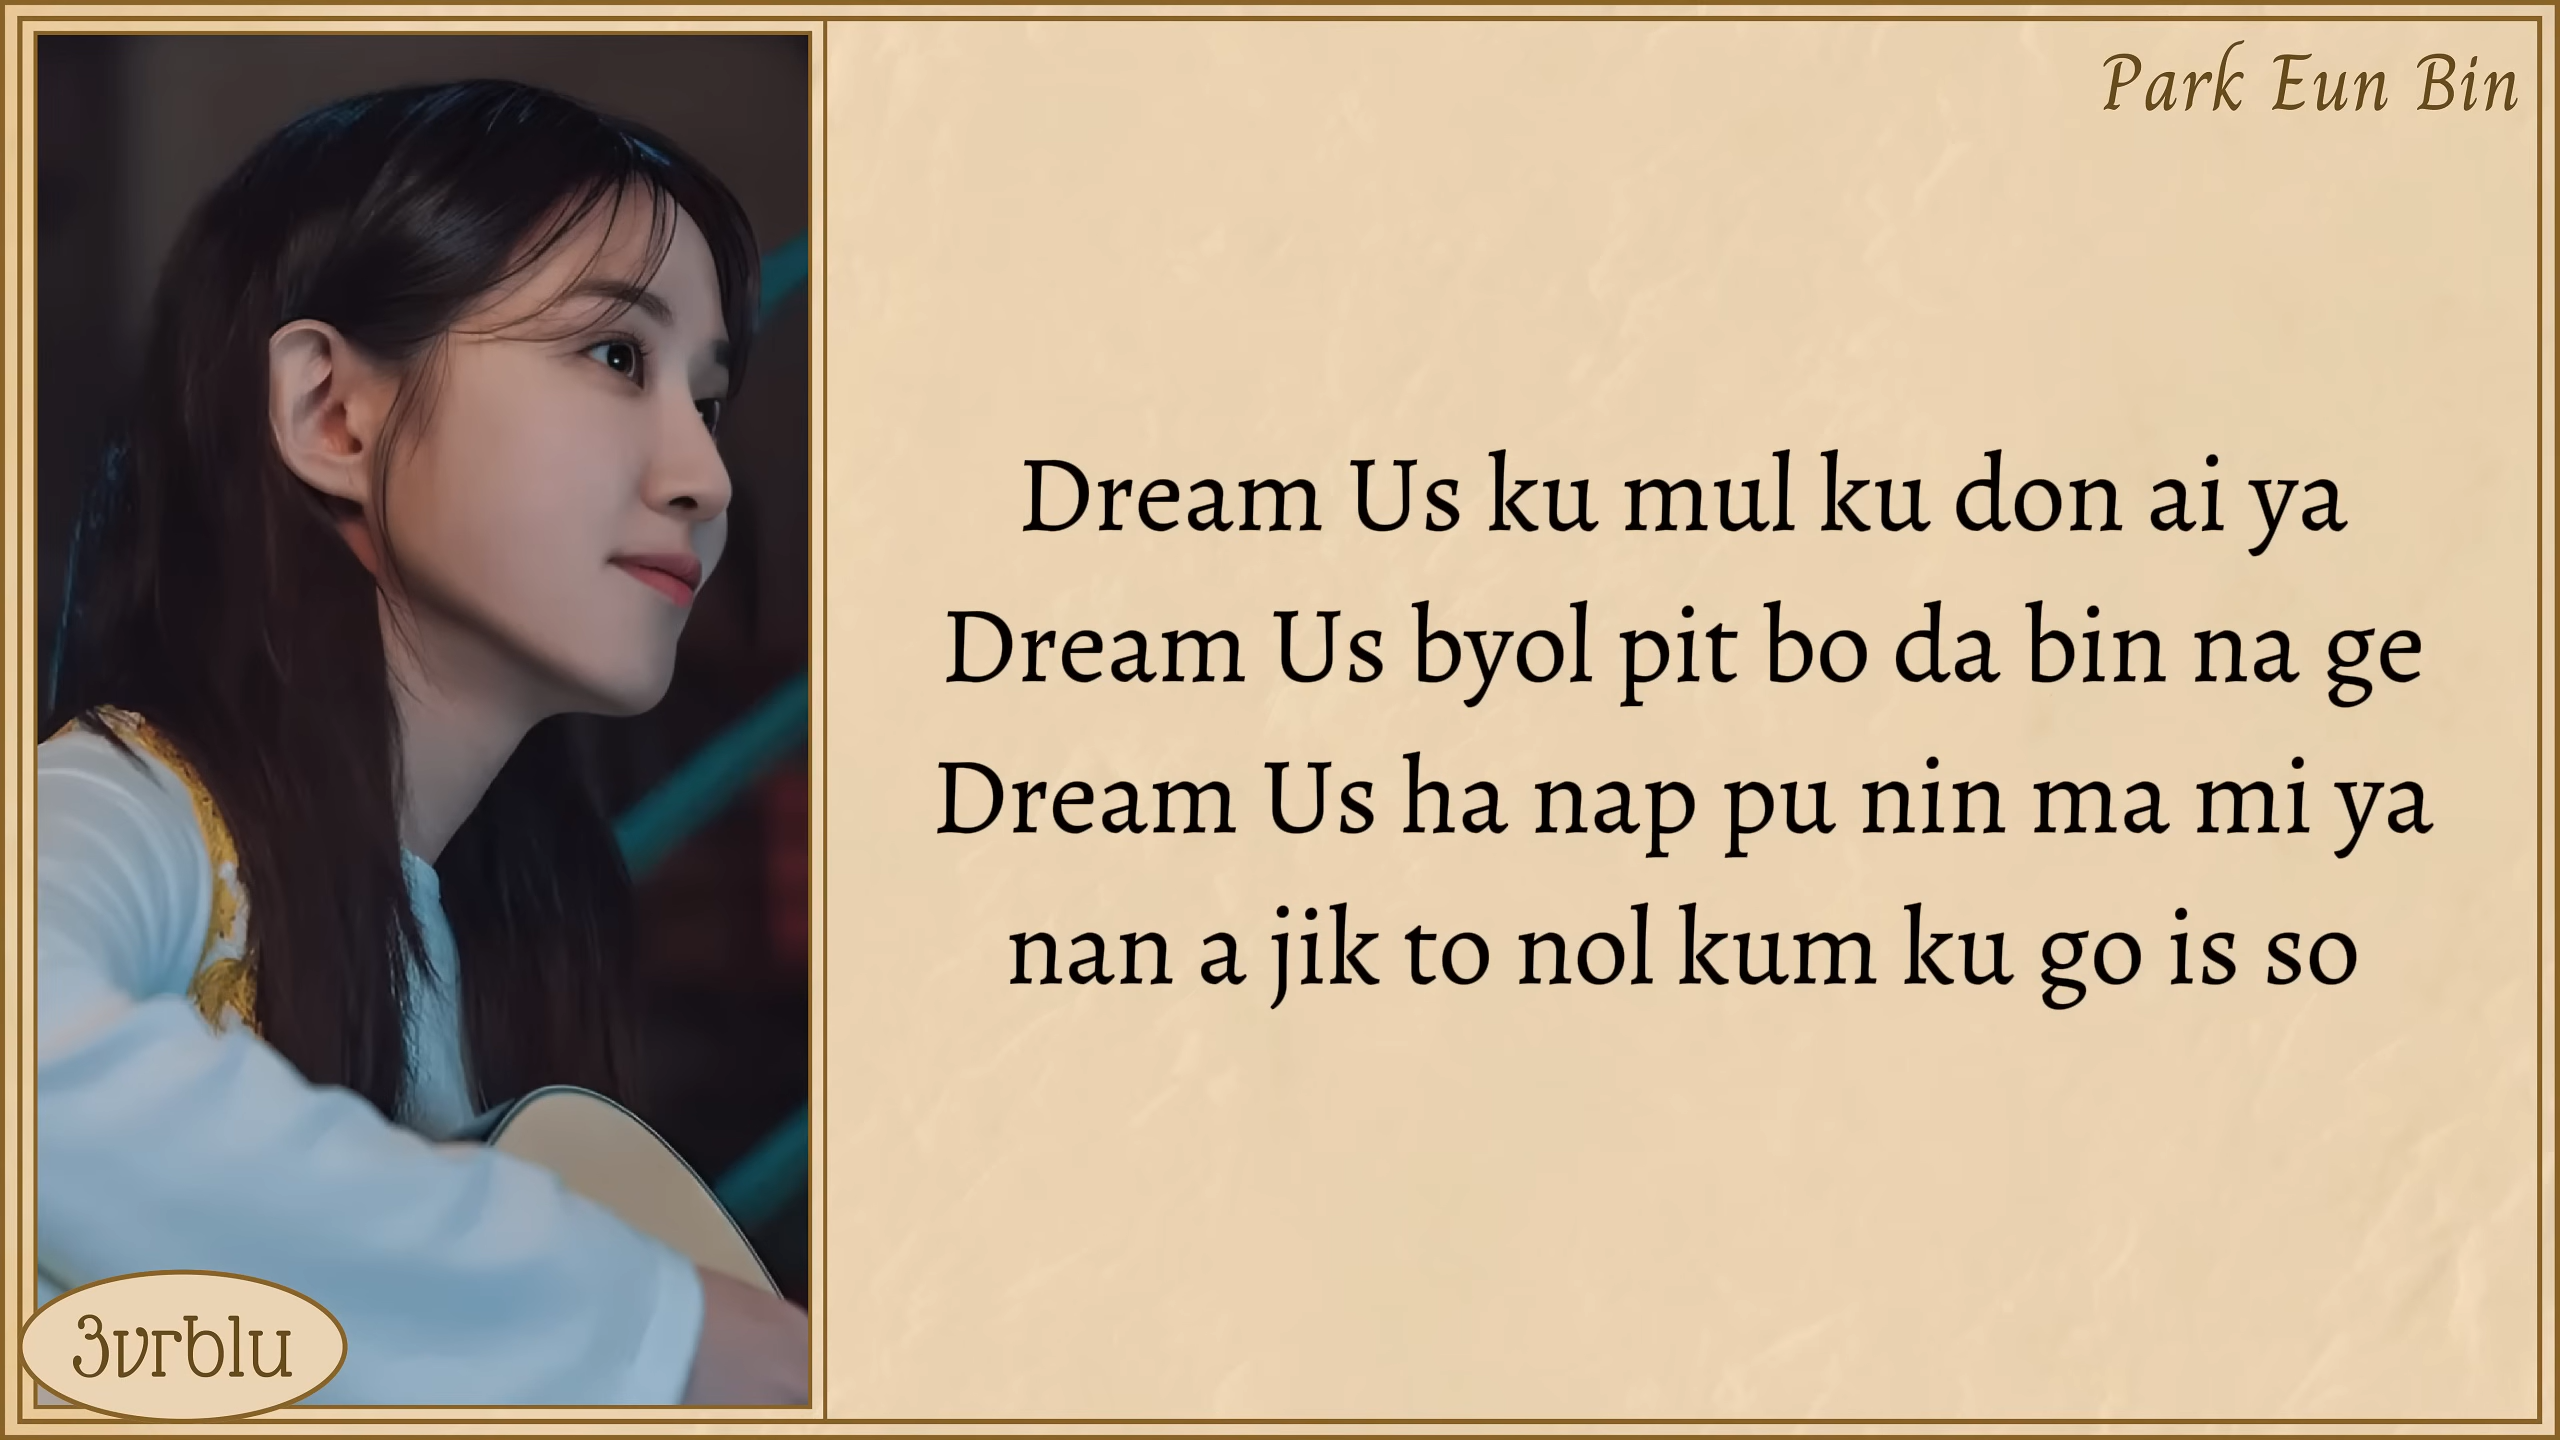 Park Eun Bin
Dream Us ku mul ku don ai ya
Dream Us byol pit bo da bin na ge
Dream Us ha nap pu nin ma mi ya
nan a jik to nol kum ku go is so
3vrblu